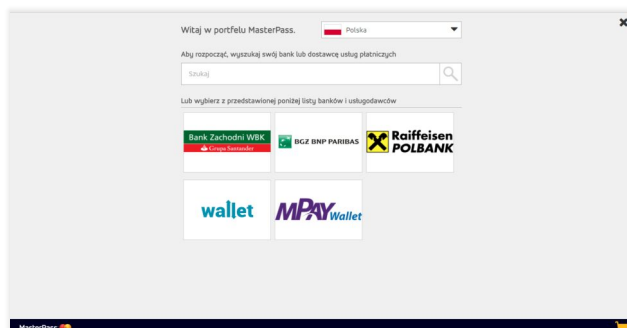 Witaj w portfelu MasterPass.
Polska
Aby rozpocząć, wyszukaj swój bank lub dostawcę usług płatniczych
Szukaj
Lub wybierz z przedstawionej poniżej listy banków i usługodawców
Bank Zachodni WBK
Grupa Santander
BGZ BNP PARIBAS
Raiffeisen
POLBANK
wallet
MPAY Wallet
MasterPass